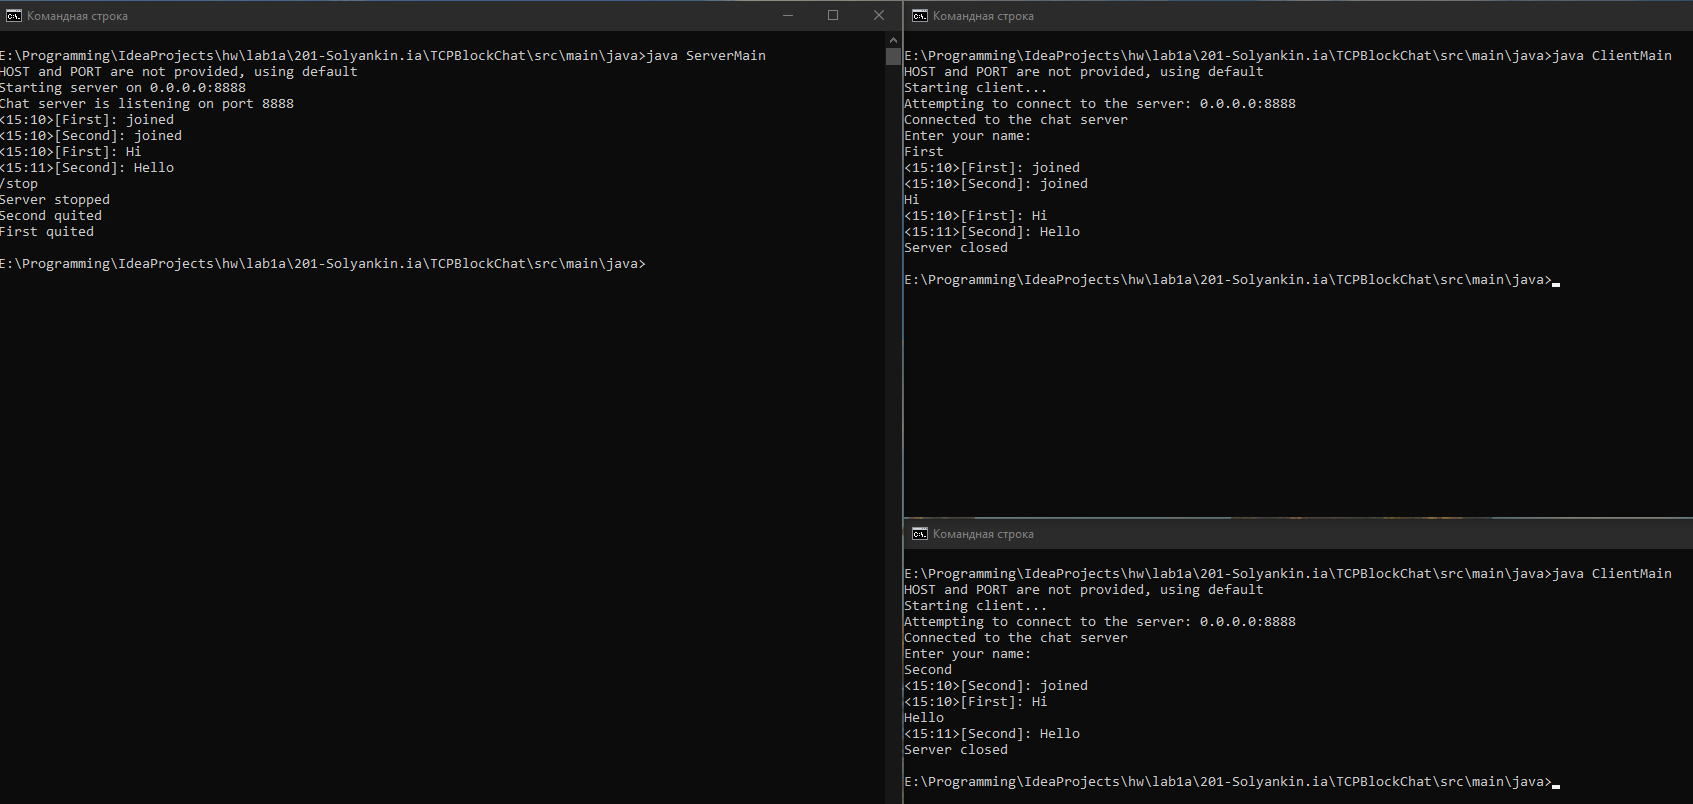 Командная строка
E:\Programming\IdeaProjects\hw\lab1a\201-Solyankin.ia\TCPBlockChat\src\main\java>java ServerMain
HOST and PORT are not provided, using default
Starting server on 0.0.0.0:8888
Chat server is listening on port 8888
<15:10>[First]: joined
<15:10>[Second]: joined
<15:10>[First]: Hi
<15:11>[Second]: Hello
/stop
Server stopped
Second quited
First quited
E:\Programming\IdeaProjects\hw\lab1a\201-Solyankin.ia\TCPBlockChat\src\main\java>
Командная строка
E:\Programming\IdeaProjects\hw\lab1a\201-Solyankin.ia\TCPBlockChat\src\main\java>java ClientMain
HOST and PORT are not provided, using default
Starting client...
Attempting to connect to the server: 0.0.0.0:8888
Connected to the chat server
Enter your name:
First
<15:10>[First]: joined
<15:10>[Second]: joined
Hi
<15:10>[First]: Hi
<15:11>[Second]: Hello
Server closed
E:\Programming\IdeaProjects\hw\lab1a\201-Solyankin.ia\TCPBlockChat\src\main\java>
Командная строка
E:\Programming\IdeaProjects\hw\lab1a\201-Solyankin.ia\TCPBlockChat\src\main\java>java ClientMain
HOST and PORT are not provided, using default
Starting client...
Attempting to connect to the server: 0.0.0.0:8888
Connected to the chat server
Enter your name:
Second
<15:10>[Second]: joined
<15:10>[First]: Hi
Hello
<15:11>[Second]: Hello
Server closed
E:\Programming\IdeaProjects\hw\lab1a\201-Solyankin.ia\TCPBlockChat\src\main\java>